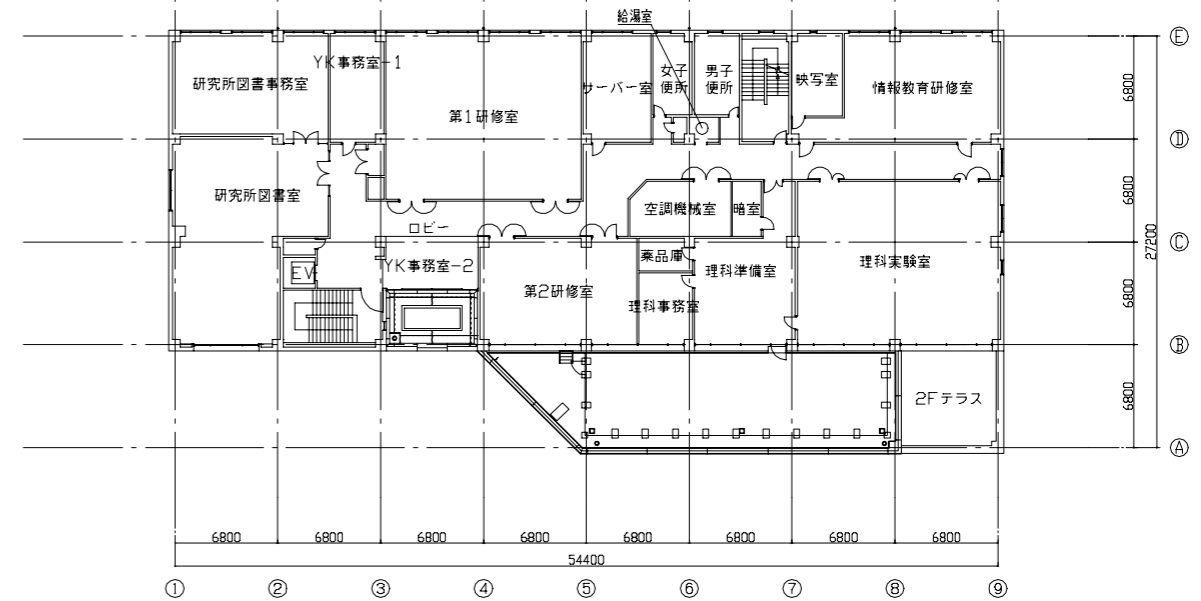 給湯室
Ⓔ
YK事務室-1
研究所図書事務室
サーバー室
女子
便所
男子
便所
映写室
情報教育研修室
6800
第1研修室
Ⓓ
研究所図書室
空調機械室
暗室
6800
ロビー
Ⓒ
27200
EV
YK事務室-2
薬品庫
理科準備室
理科実験室
第2研修室
理科事務室
6800
Ⓑ
2Fテラス
6800
Ⓐ
6800 6800 6800 6800 6800 6800 6800 6800
54400
① ② ③ ④ ⑤ ⑥ ⑦ ⑧ ⑨